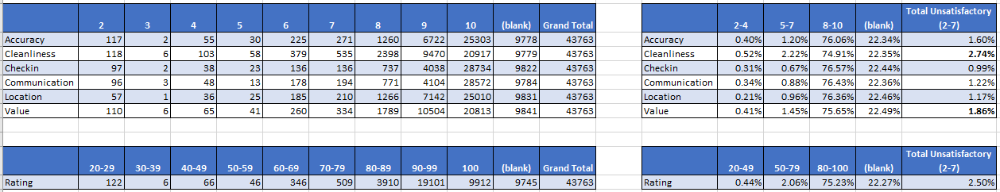 Total Unsatisfactory
2 3 4 5 6 7 8 9 10 (blank) Grand Total 2-4 5-7 8-10 (blank) (2-7)
Accuracy 117 2 55 30 225 271 1260 6722 25303 9778 43763 Accuracy 0.40% 1.20% 76.06% 22.34% 1.60%
Cleanliness 118 6 103 58 379 535 2398 9470 20917 9779 43763 Cleanliness 0.52% 2.22% 74.91% 22.35% 2.74%
Checkin 97 2 38 23 136 136 737 4038 28734 9822 43763 Checkin 0.31% 0.67% 76.57% 22.44% 0.99%
Communication 96 3 48 13 178 194 771 4104 28572 9784 43763 Communication 0.34% 0.88% 76.43% 22.36% 1.22%
Location 57 1 36 25 185 210 1266 7142 25010 9831 43763 Location 0.21% 0.96% 76.36% 22.46% 1.17%
Value 110 6 65 41 260 334 1789 10504 20813 9841 43763 Value 0.41% 1.45% 75.65% 22.49% 1.86%
Total Unsatisfactory
20-29 30-39 40-49 50-59 60-69 70-79 80-89 90-99 100 (blank) Grand Total 20-49 50-79 80-100 (blank) (2-7)
Rating 122 6 66 46 346 509 3910 19101 9912 9745 43763 Rating 0.44% 2.06% 75.23% 22.27% 2.50%